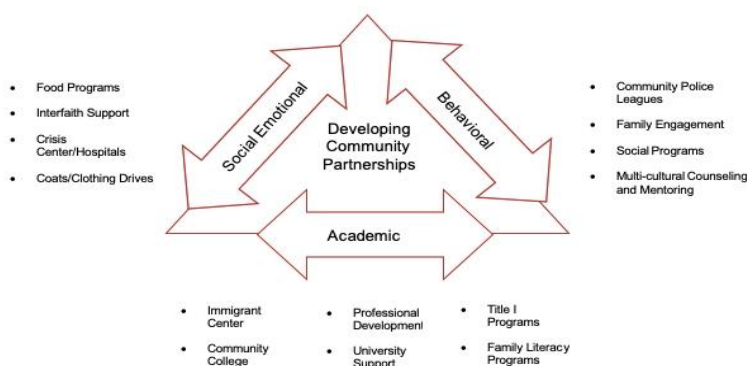 Food Programs
Interfaith Support
Crisis
Center/Hospitals
Coats/Clothing Drives
Social Emotional
Developing
Community
Partnerships
Behavioral
Community Police
Leagues
Family Engagement
Social Programs
Multi-cultural Counseling
and Mentoring
Academic
Immigrant
Center
Community
College
Professional
Development
University
Support
Title I
Programs
Family Literacy
Programs